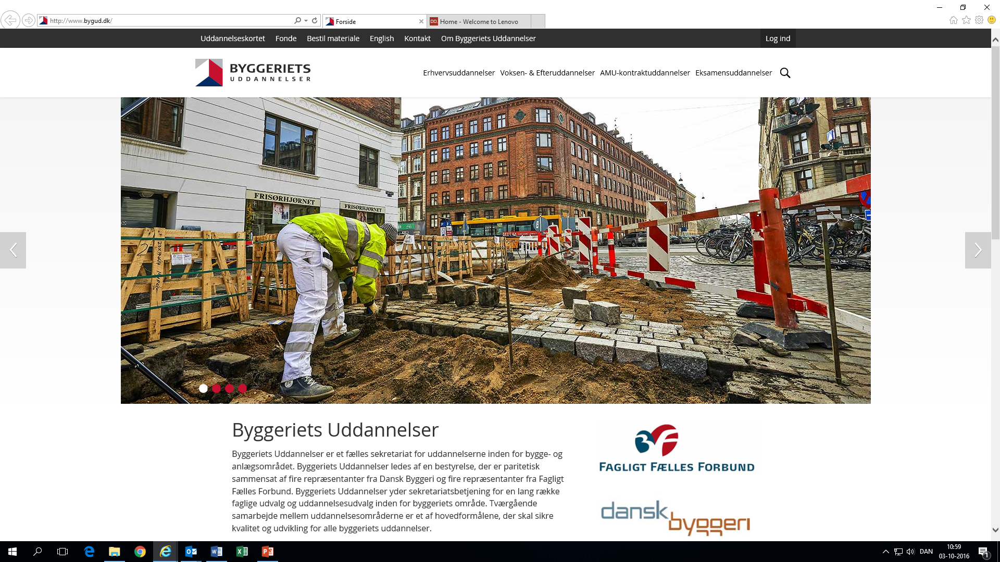 http://www.bygud.dk/
Forside
Home - Welcome to Lenovo
Uddannelseskortet Fonde Bestil materiale English Kontakt Om Byggeriets Uddannelser Log ind
BYGGERIETS
UDDANNELSER
Erhvervsuddannelser Voksen- & Efteruddannelser AMU-kontraktuddannelser Eksamensuddannelser
FRISØRHJØRNET
FRISØRHJØRNET
2
Byggeriets Uddannelser
Byggeriets Uddannelser er et fælles sekretariat for uddannelserne inden for bygge- og
anlægsområdet. Byggeriets Uddannelser ledes af en bestyrelse, der er paritetisk
sammensat af fire repræsentanter fra Dansk Byggeri og fire repræsentanter fra Fagligt
Fælles Forbund. Byggeriets Uddannelser yder sekretariatsbetjening for en lang række
faglige udvalg og uddannelsesudvalg inden for byggeriets område. Tværgående
samarbejde mellem uddannelsesområderne er et af hovedformålene, der skal sikre
kvalitet og udvikling for alle byggeriets uddannelser.
3F
FAGLIGT FÆLLES FORBUND
dansk
byggeri
DAN
10:59
03-10-2016
1